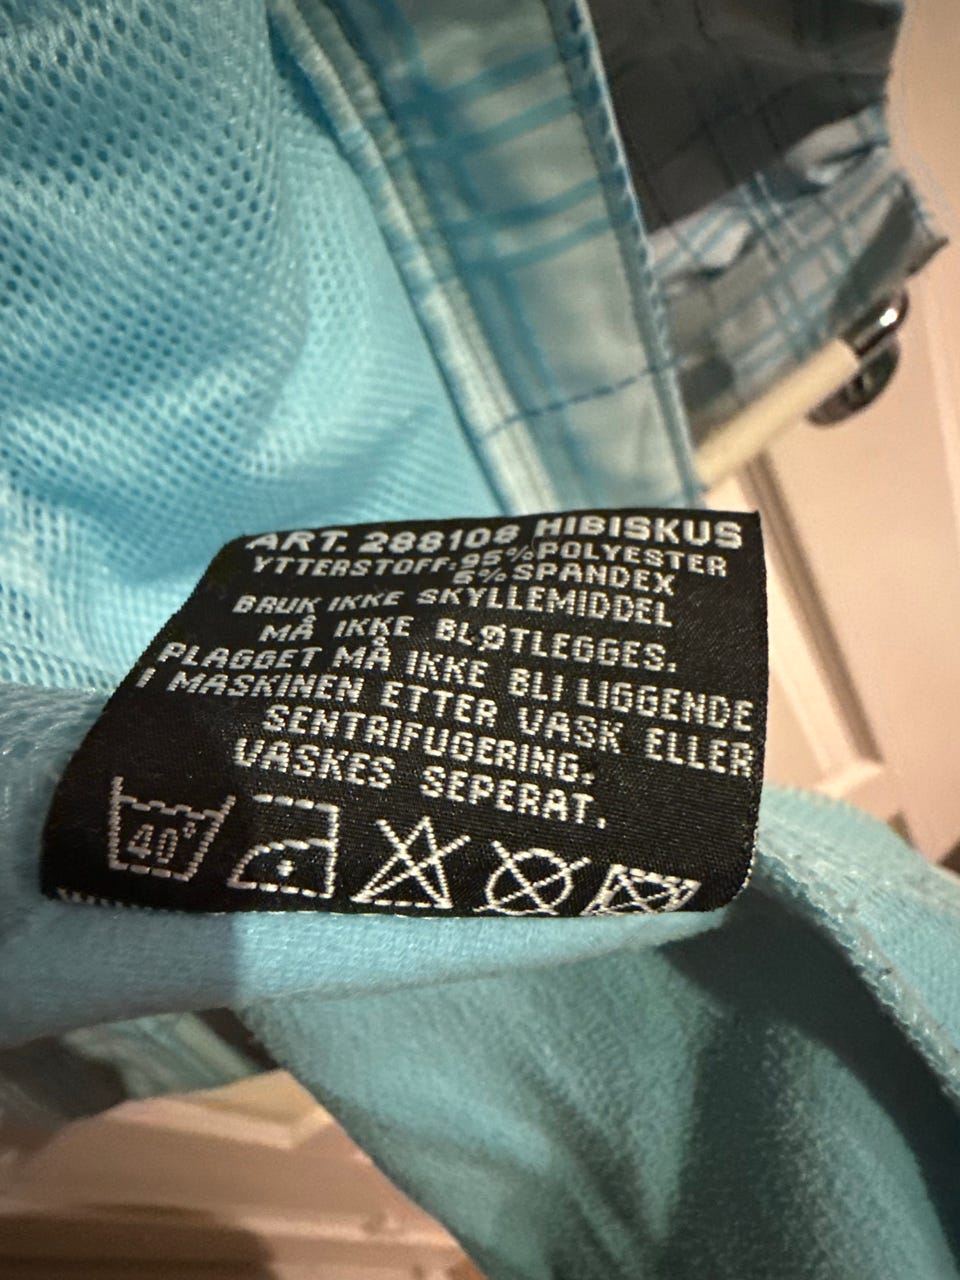 ART. 288108 HIBISKUS
YTTERSTOFF:95%POLYESTER
5%SPANDEX
BRUK IKKE SKYLLEMIDDEL
MÅ IKKE BLØTLEGGES.
PLAGGET MÅ IKKE BLI LIGGENDE
I MASKINEN ETTER VASK ELLER
SENTRIFUGERING.
VASKES SEPERAT.
40°